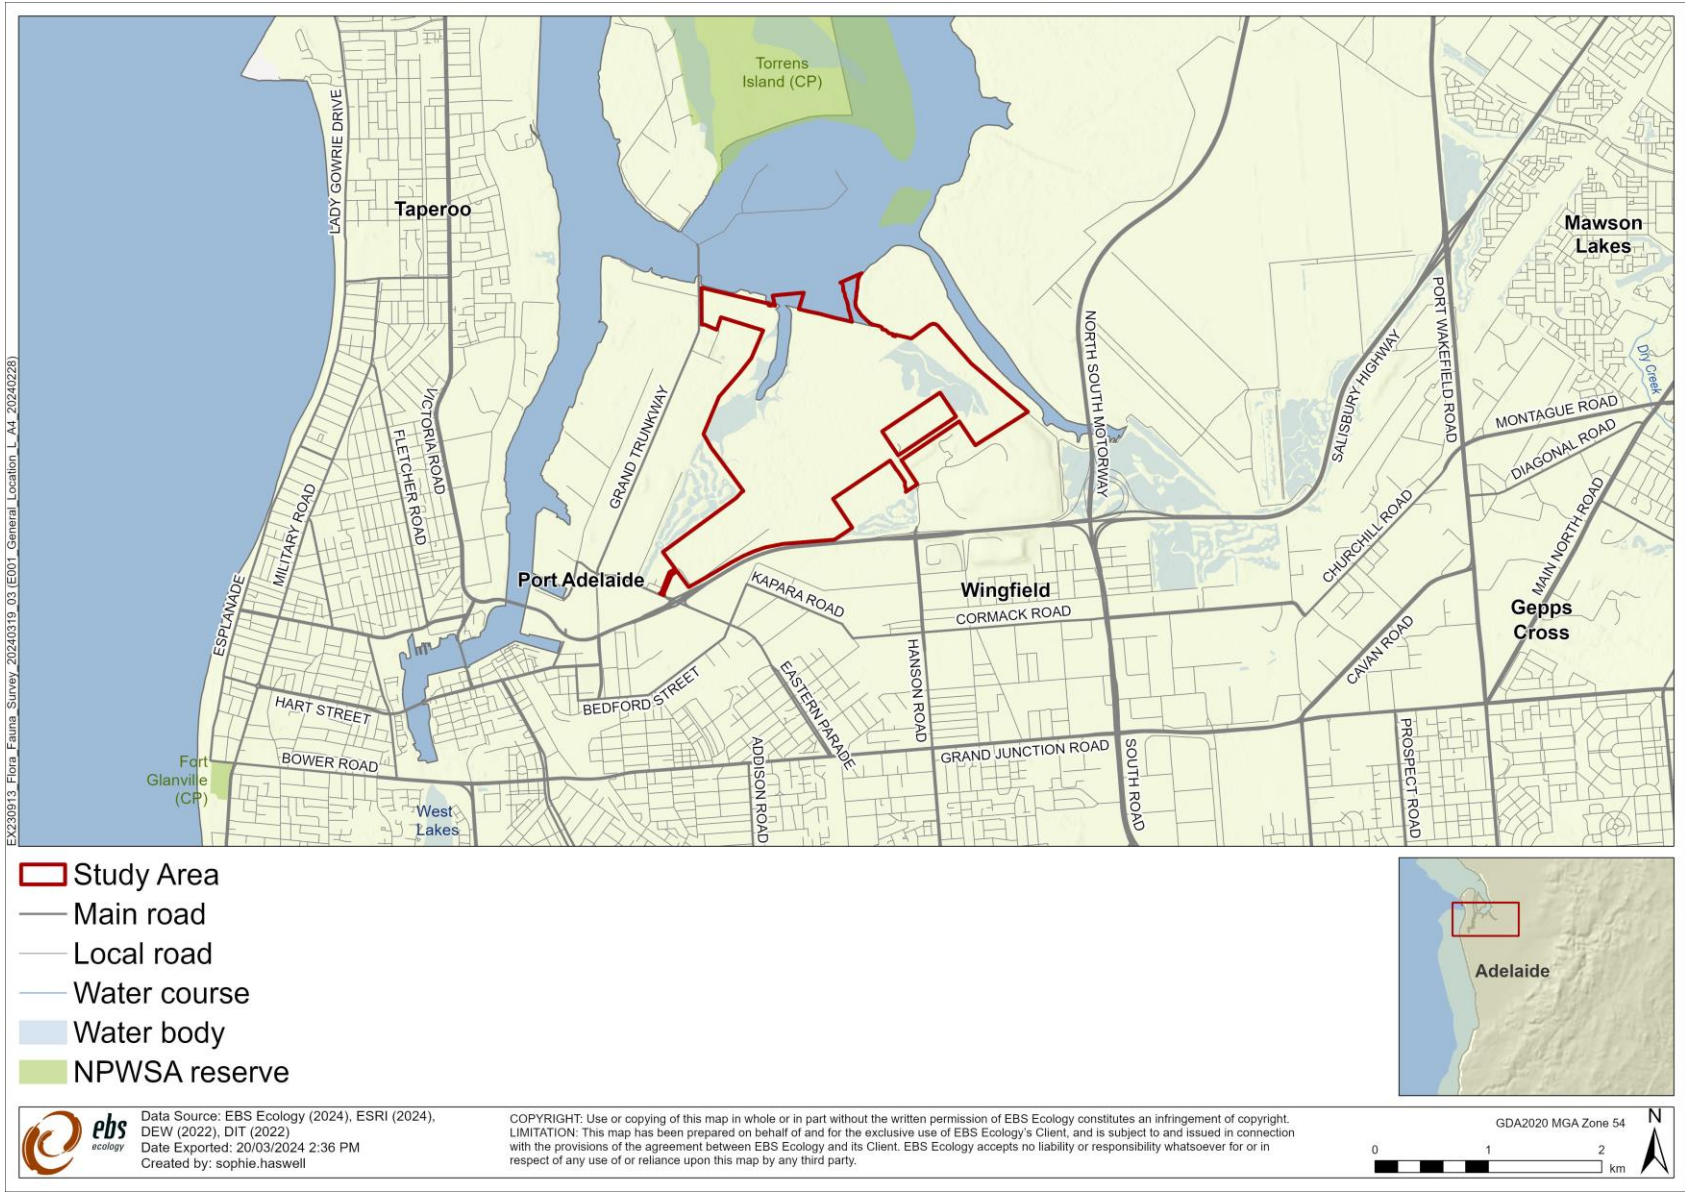 Torrens
Island (CP)
LADY GOWRIE DRIVE
Taperoo
Mawson
Lakes
NORTH SOUTH MOTORWAY
PORT WAKEFIELD ROAD
SALISBURY HIGHWAY
Dry Creek
MONTAGUE ROAD
DIAGONAL ROAD
VICTORIA ROAD
FLETCHER ROAD
GRAND TRUNKWAY
MILITARY ROAD
CHURCHILL ROAD
MAIN NORTH ROAD
ESPLANADE
Port Adelaide
KAPARA ROAD
Wingfield
CORMACK ROAD
Gepps
Cross
CAVAN ROAD
HANSON ROAD
HART STREET
BEDFORD STREET
EASTERN PARADE
BOWER ROAD
ADDISON ROAD
GRAND JUNCTION ROAD
SOUTH ROAD
PROSPECT ROAD
Fort
Glanville
(CP)
West
Lakes
EX230913_Flora_Fauna_Survey_20240319_03 (E001_General_Location_L_A4_20240228)
Study Area
Main road
Local road
Water course
Water body
NPWSA reserve
Adelaide
ebs
ecology
Data Source: EBS Ecology (2024), ESRI (2024),
DEW (2022), DIT (2022)
Date Exported: 20/03/2024 2:36 PM
Created by: sophie.haswell
COPYRIGHT: Use or copying of this map in whole or in part without the written permission of EBS Ecology constitutes an infringement of copyright.
LIMITATION: This map has been prepared on behalf of and for the exclusive use of EBS Ecology's Client, and is subject to and issued in connection
with the provisions of the agreement between EBS Ecology and its Client. EBS Ecology accepts no liability or responsibility whatsoever for or in
respect of any use of or reliance upon this map by any third party.
GDA2020 MGA Zone 54
N
0 1 2
km